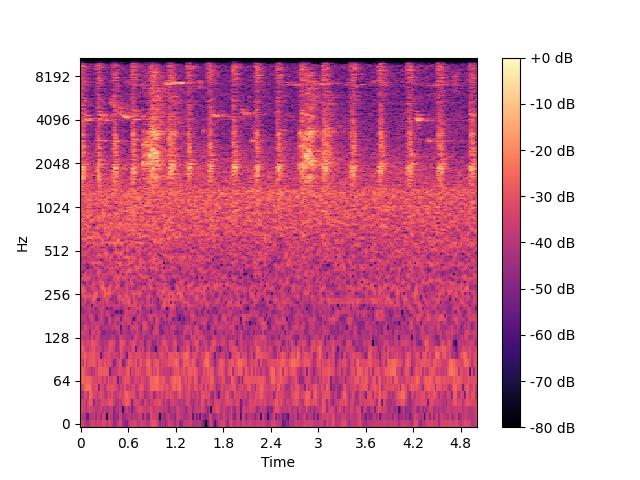 +0 dB
8192
-10 dB
4096
-20 dB
2048
1024
-30 dB
Hz
512
-40 dB
256
-50 dB
128
-60 dB
64
-70 dB
0
-80 dB
0 0.6 1.2 1.8 2.4 3 3.6 4.2 4.8
Time